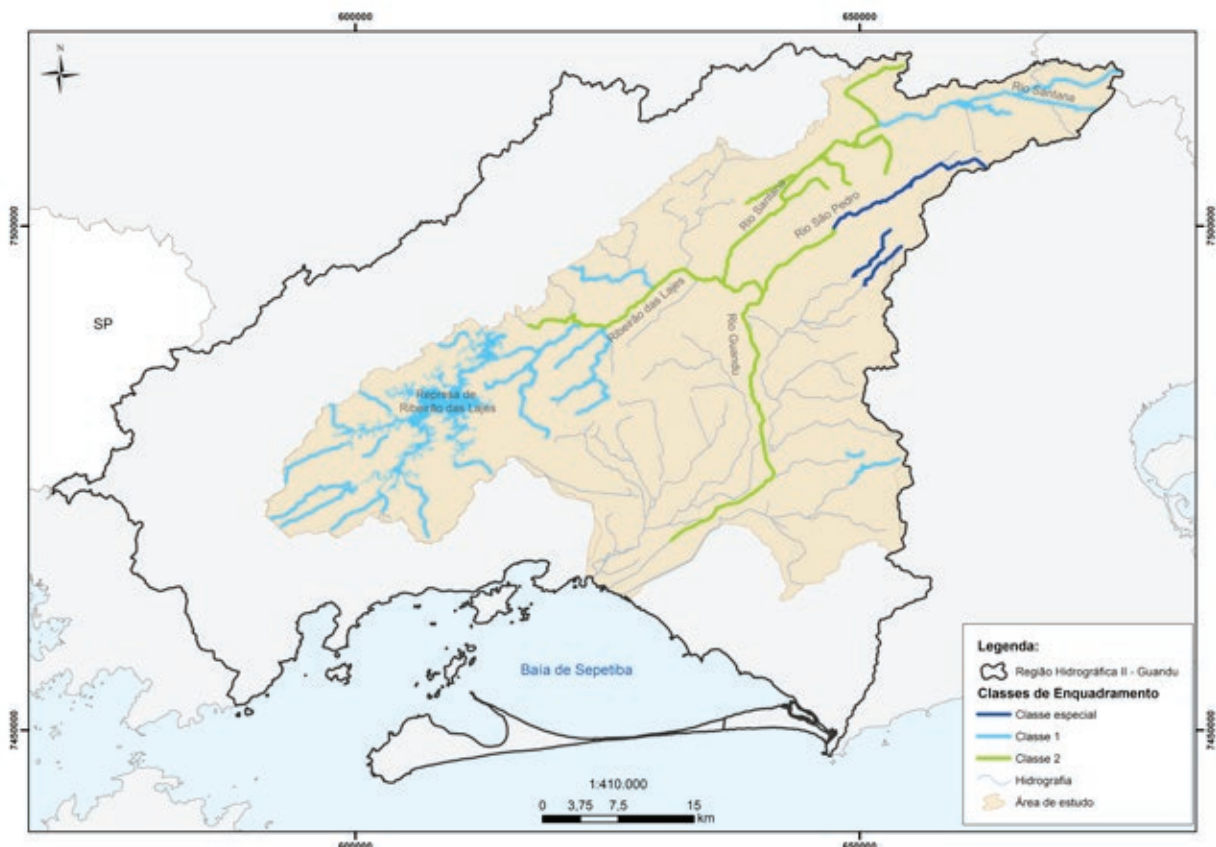 600000
650000
N
Rio Santana
7500000
7500000
Rio Santana
Rio São Pedro
SP
Ribeirão das Lajes
Rio Guandu
Represa de
Ribeirão das Lajes
Baía de Sepetiba
Legenda:
Região Hidrográfica II - Guandu
Classes de Enquadramento
Classe especial
Classe 1
Classe 2
Hidrografia
Área de estudo
7450000
7450000
1:410.000
0 3,75 7,5 15
km
600000
650000